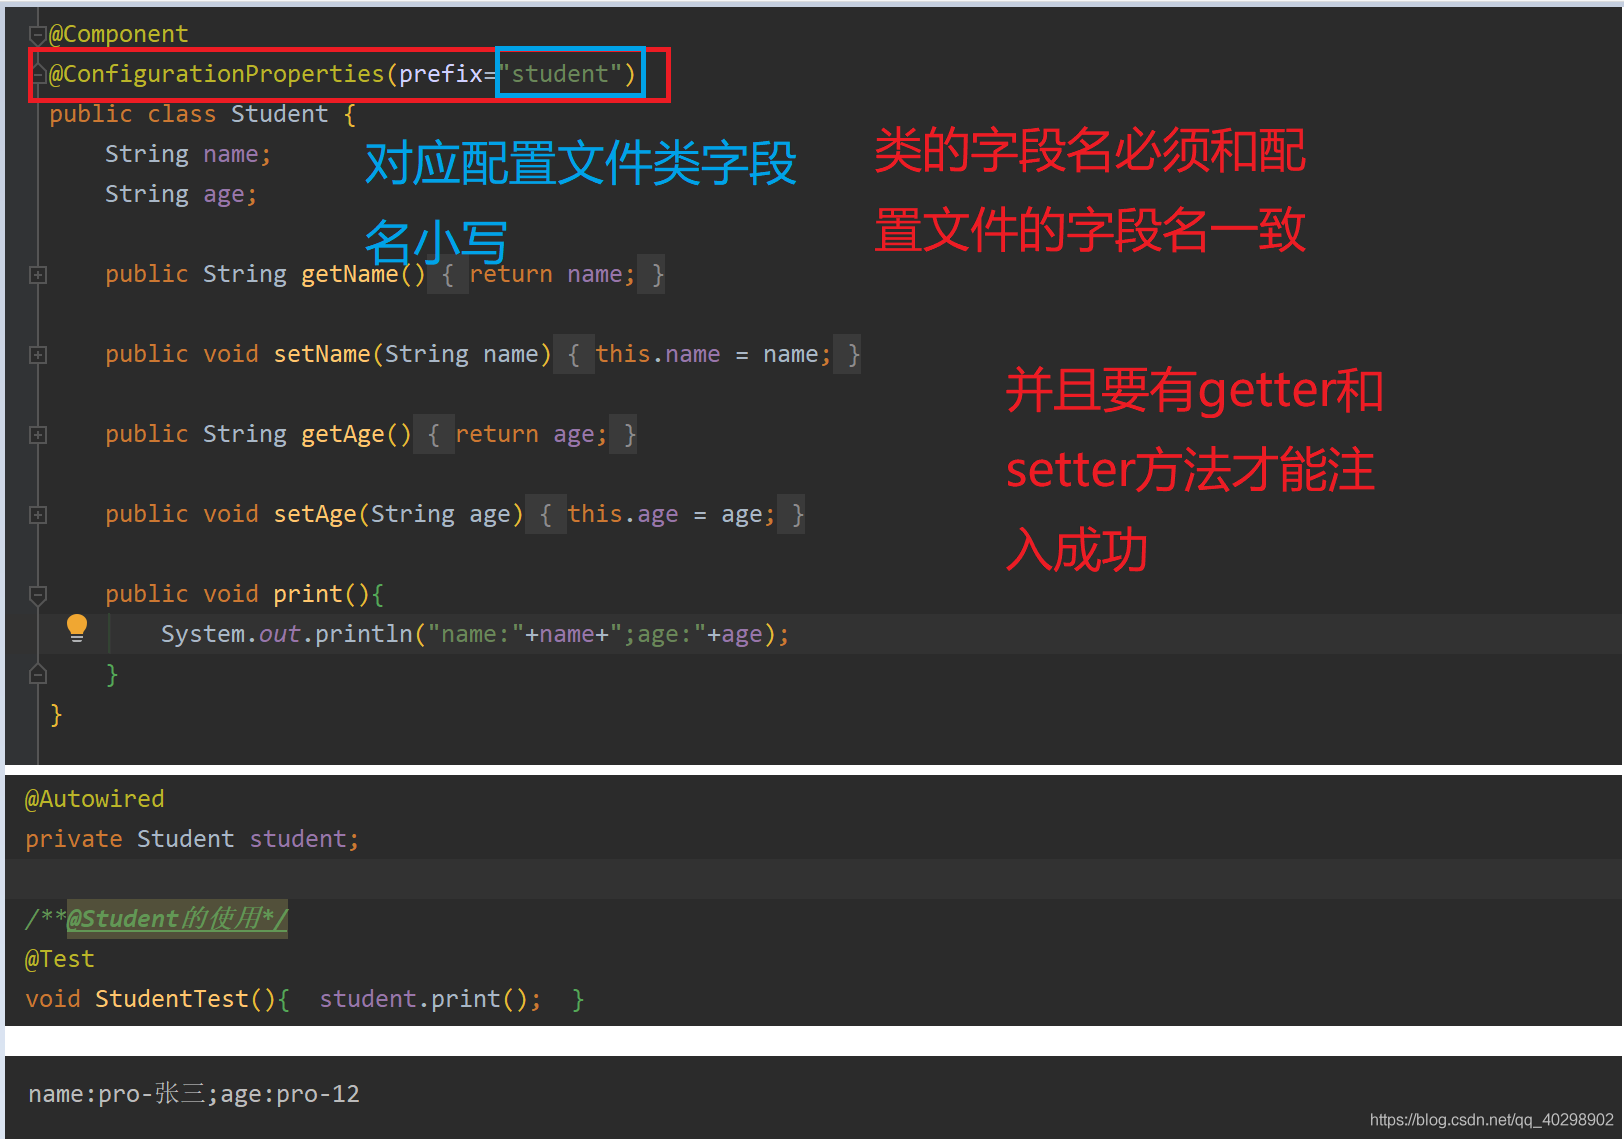 @Component
@ConfigurationProperties(prefix="student")
public class Student {
String name;
String age;
对应配置文件类字段
名小写
类的字段名必须和配
置文件的字段名一致
public String getName() { return name; }
public void setName(String name) { this.name = name; }
并且要有getter和
setter方法才能注
入成功
public String getAge() { return age; }
public void setAge(String age) { this.age = age; }
public void print(){
System.out.println("name:"+name+";age:"+age);
}
}
@Autowired
private Student student;
/**@Student的使用*/
@Test
void StudentTest(){ student.print(); }
name:pro-张三;age:pro-12
https://blog.csdn.net/qq_40298902